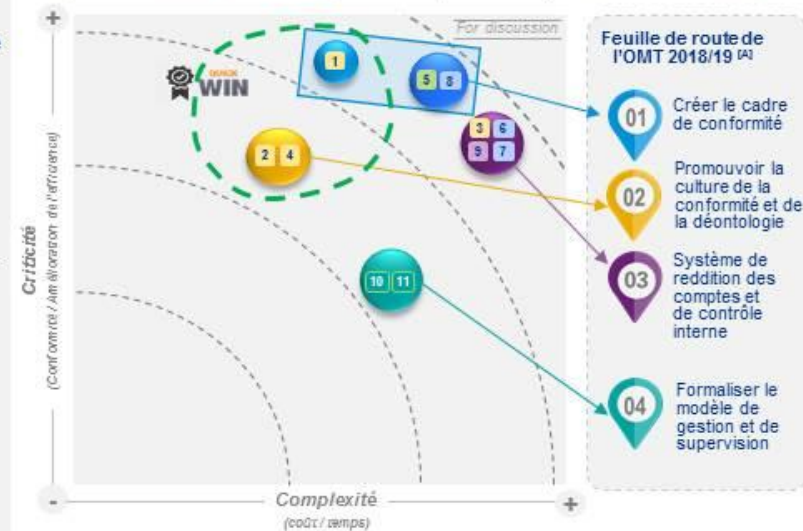 For discussion
QUICK
WIN
1
5 8
3 6
9 7
2 4
10 11
+
Criticité
(Conformité / Amélioration de l'efficience)
-
Complexité
(coût / temps)
+
Feuille de route de
l'OMT 2018/19 [A]
01
Créer le cadre
de conformité
02
Promouvoir la
culture de la
conformité et de
la déontologie
03
Système de
reddition des
comptes et
de contrôle
interne
04
Formaliser le
modèle de
gestion et de
supervision